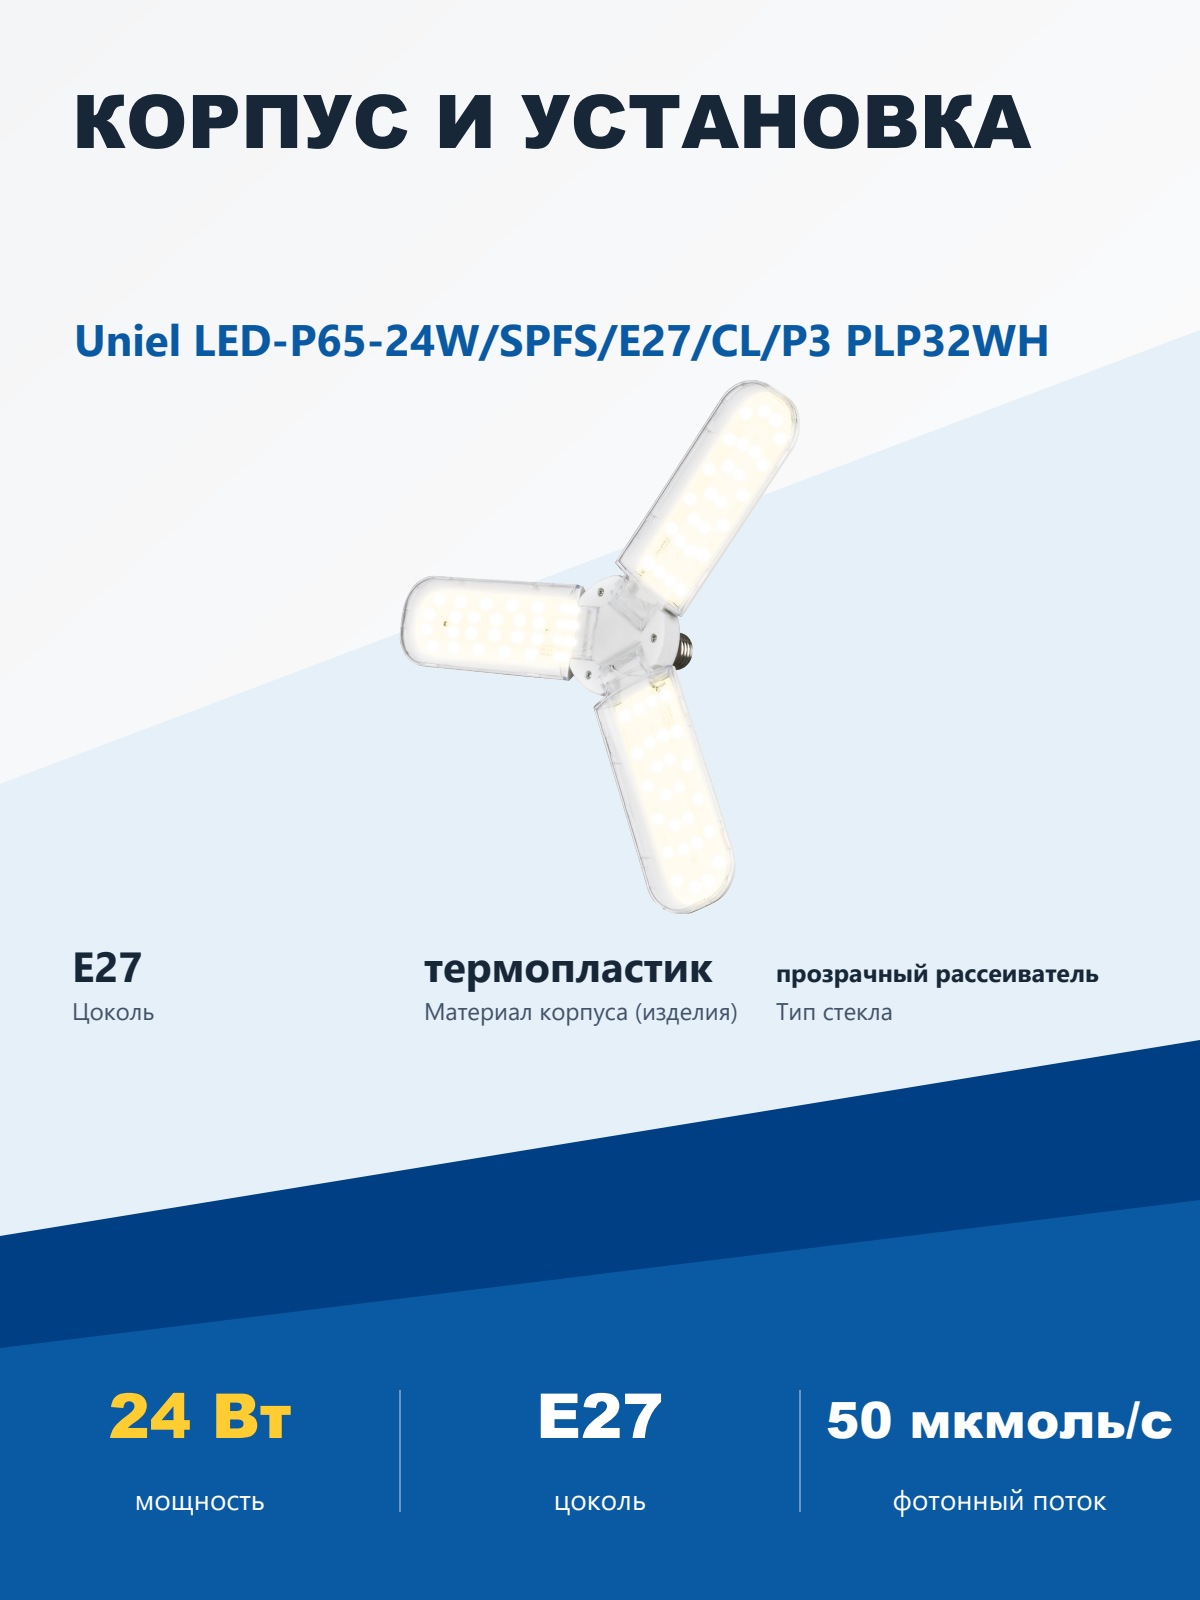 КОРПУС И УСТАНОВКА
Uniel LED-P65-24W/SPFS/E27/CL/P3 PLP32WH
E27
Цоколь
термопластик
Материал корпуса (изделия)
прозрачный рассеиватель
Тип стекла
24 Вт
мощность
E27
цоколь
50 мкмоль/с
фотонный поток